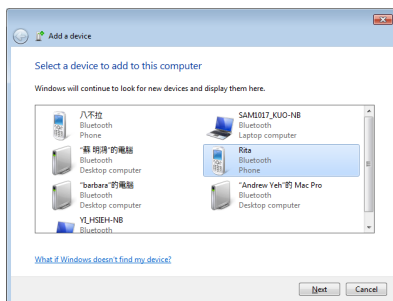 Add a device
Select a device to add to this computer
Windows will continue to look for new devices and display them here.
八不拉
Bluetooth
Phone
SAM1017_KUO-NB
Bluetooth
Laptop computer
"蘇 明鴻"的電腦
Bluetooth
Desktop computer
Rita
Bluetooth
Phone
"barbara"的電腦
Bluetooth
Desktop computer
"Andrew Yeh"的 Mac Pro
Bluetooth
Desktop computer
YI_HSIEH-NB
Bluetooth
What if Windows doesn't find my device?
Next
Cancel